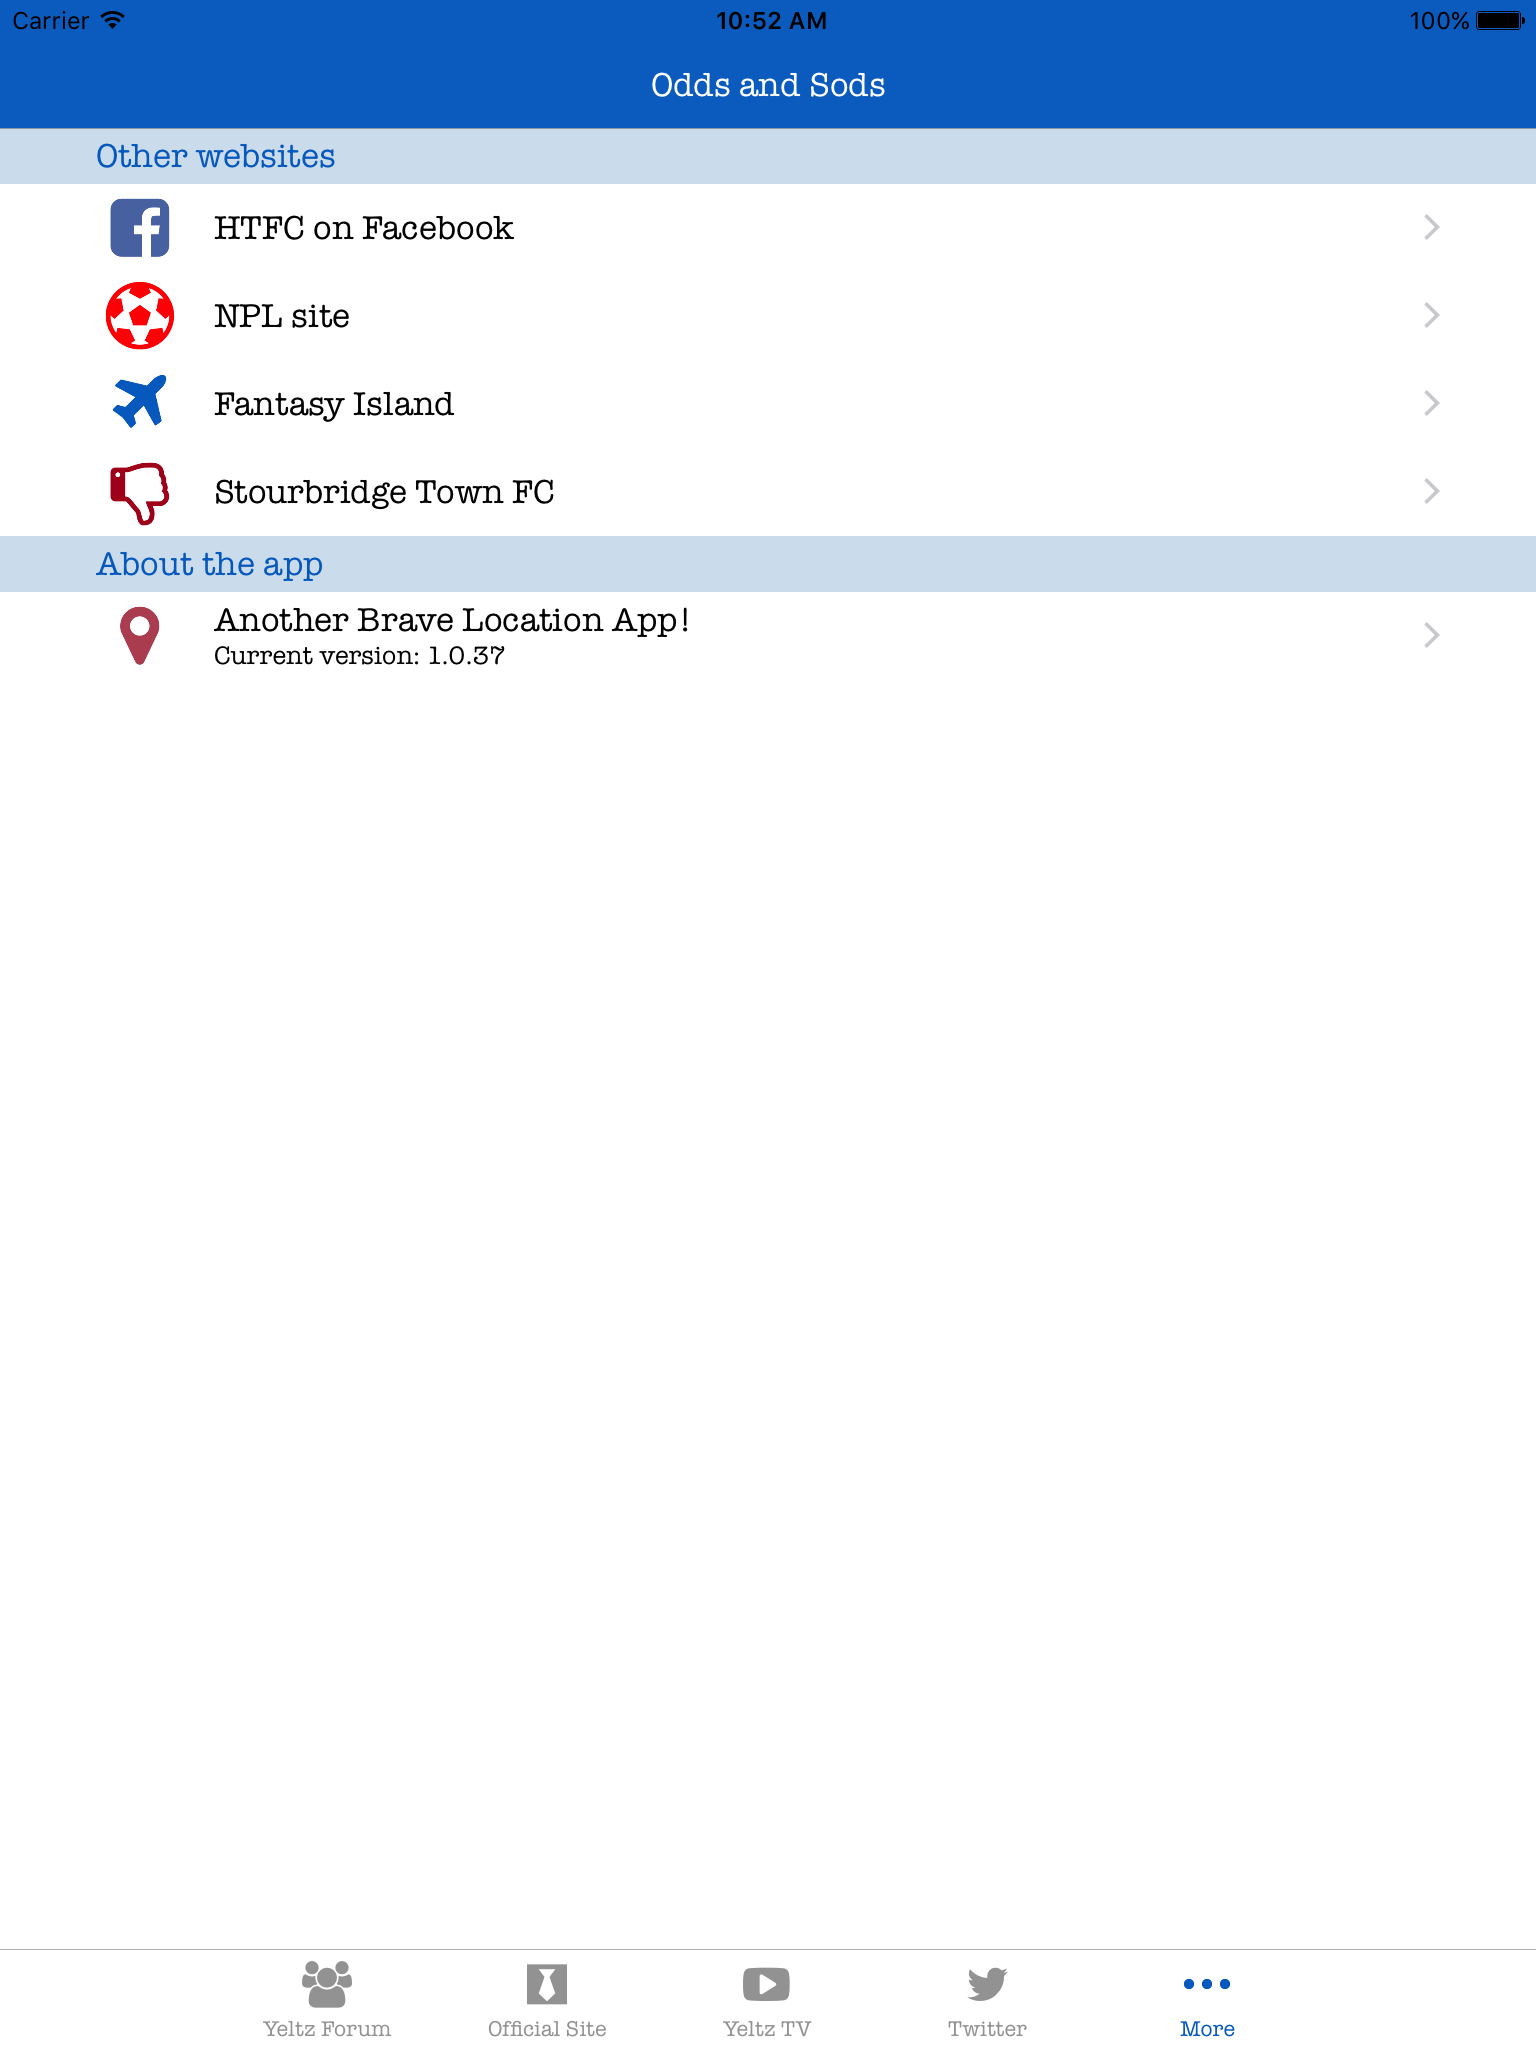 Carrier 10:52 AM 100%
Odds and Sods
Other websites
HTFC on Facebook
NPL site
Fantasy Island
Stourbridge Town FC
About the app
Another Brave Location App!
Current version: 1.0.37
Yeltz Forum Official Site Yeltz TV Twitter More